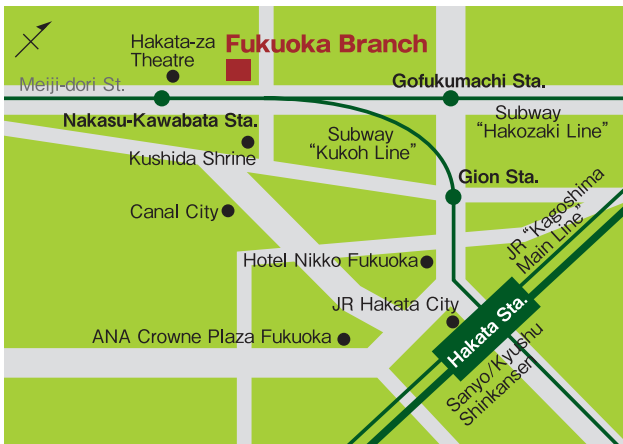 Hakata-za
Theatre
Fukuoka Branch
Meiji-dori St.
Gofukumachi Sta.
Nakasu-Kawabata Sta.
Subway
"Kukoh Line"
Subway
"Hakozaki Line"
Kushida Shrine
Gion Sta.
Canal City
JR "Kagoshima
Main Line"
Hotel Nikko Fukuoka
JR Hakata City
ANA Crowne Plaza Fukuoka
Hakata Sta.
Sanyo/Kyushu
Shinkanser